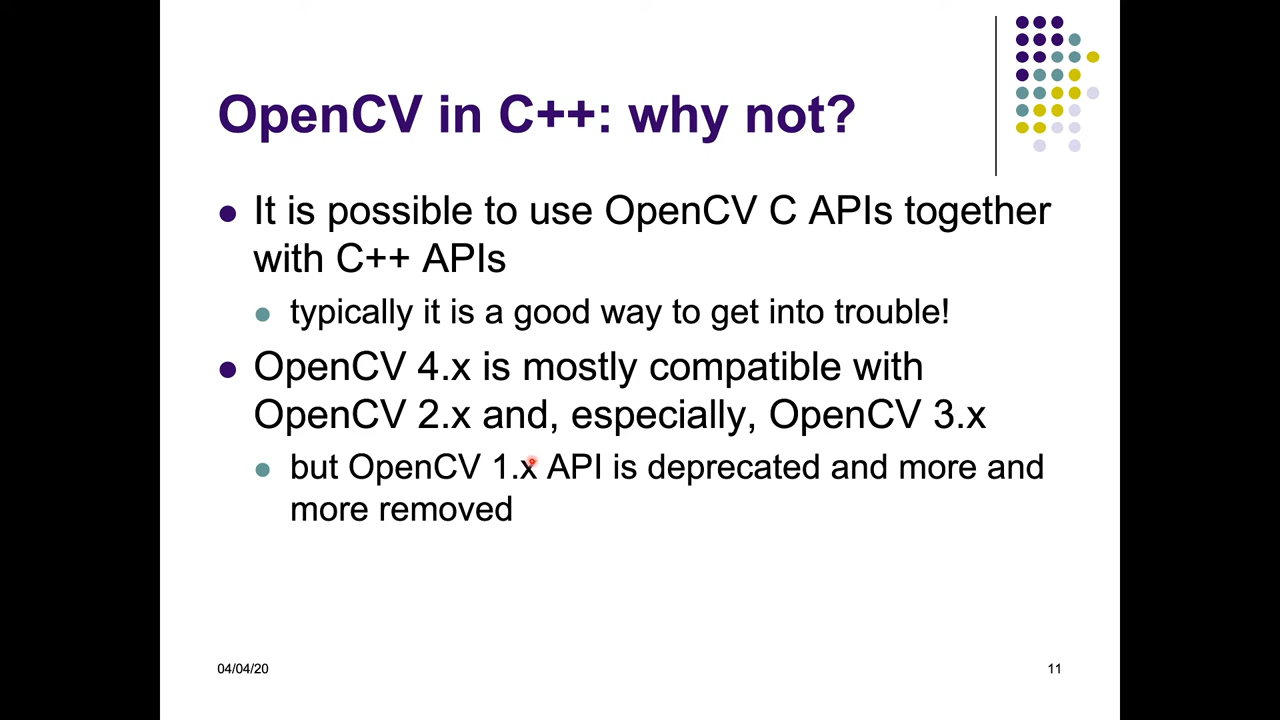 OpenCV in C++: why not?
It is possible to use OpenCV C APIs together
with C++ APIs
typically it is a good way to get into trouble!
OpenCV 4.x is mostly compatible with
OpenCV 2.x and, especially, OpenCV 3.x
but OpenCV 1.x API is deprecated and more and
more removed
04/04/20
11